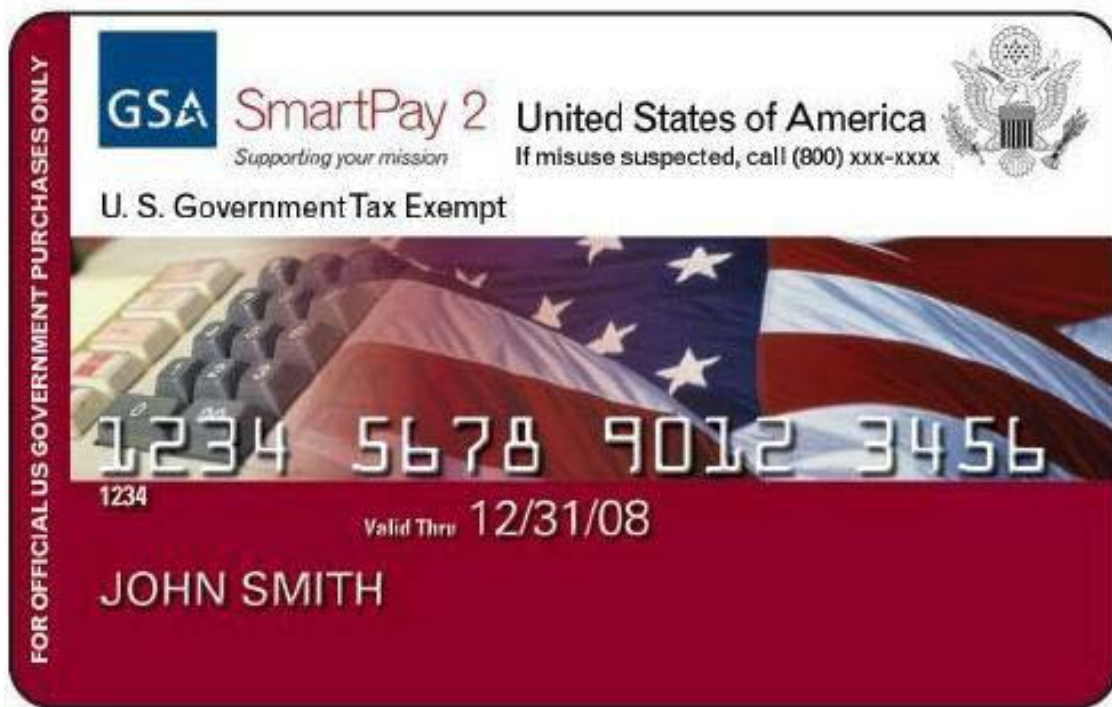 FOR OFFICIAL US GOVERNMENT PURCHASES ONLY
GSA
SmartPay 2
Supporting your mission
United States of America
If misuse suspected, call (800) xxx-xxxx
U. S. Government Tax Exempt
1234 5678 9012 3456
1234
Valid Thru 12/31/08
JOHN SMITH